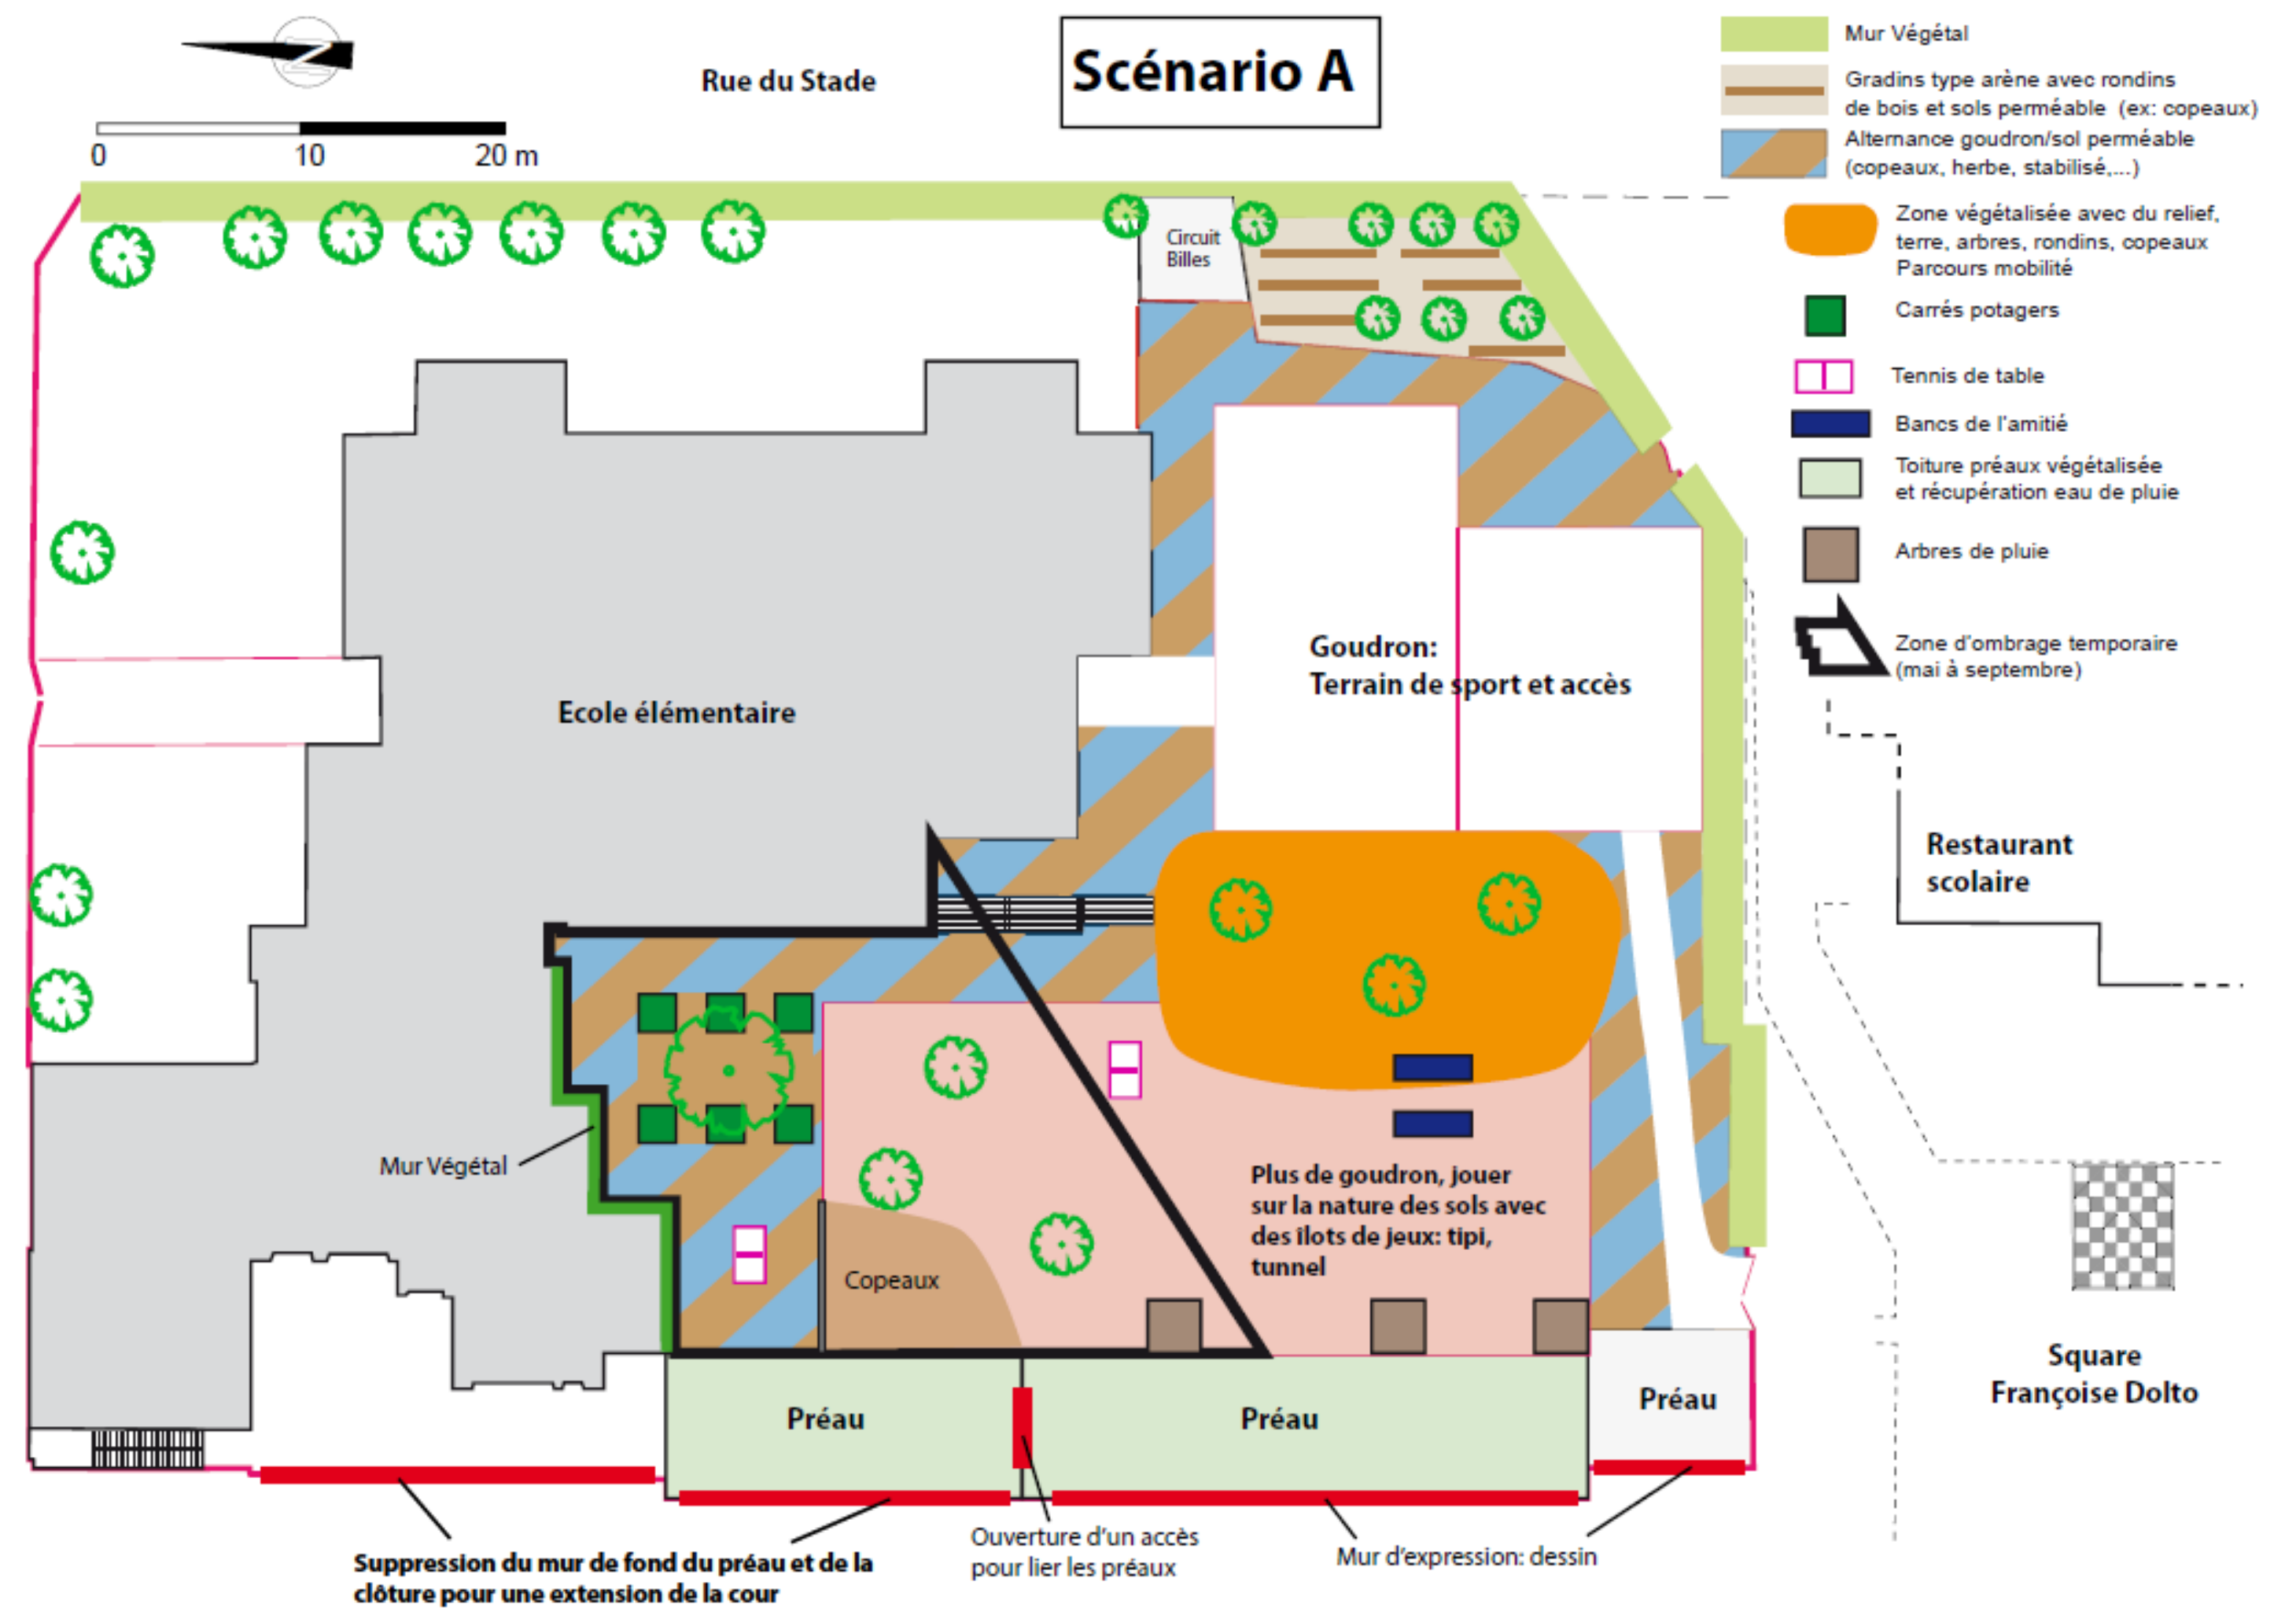 Scénario A
Rue du Stade
N
0 10 20 m
Mur Végétal
Gradins type arène avec rondins
de bois et sols perméable (ex: copeaux)
Alternance goudron/sol perméable
(copeaux, herbe, stabilisé,...)
Zone végétalisée avec du relief,
terre, arbres, rondins, copeaux
Parcours mobilité
Carrés potagers
Tennis de table
Bancs de l'amitié
Toiture préaux végétalisée
et récupération eau de pluie
Arbres de pluie
Zone d'ombrage temporaire
(mai à septembre)
Circuit
Billes
Goudron:
Terrain de sport et accès
Ecole élémentaire
Restaurant
scolaire
Mur Végétal
Plus de goudron, jouer
sur la nature des sols avec
des îlots de jeux: tipi,
tunnel
Copeaux
Square
Françoise Dolto
Préau
Préau
Préau
Suppression du mur de fond du préau et de la
clôture pour une extension de la cour
Ouverture d'un accès
pour lier les préaux
Mur d'expression: dessin